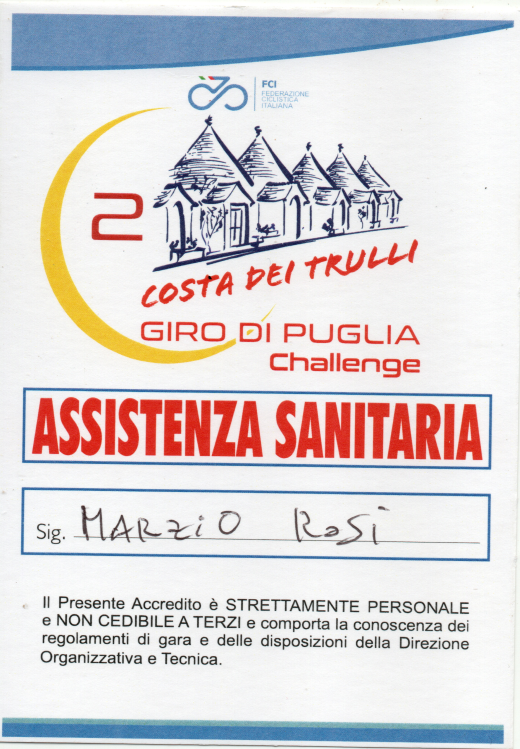 FCI
FEDERAZIONE
CICLISTICA
ITALIANA
2
COSTA DEI TRULLI
GIRO DI PUGLIA
Challenge
ASSISTENZA SANITARIA
Sig. MARZiO RoSi
Il Presente Accredito è STRETTAMENTE PERSONALE
e NON CEDIBILE A TERZI e comporta la conoscenza dei
regolamenti di gara e delle disposizioni della Direzione
Organizzativa e Tecnica.